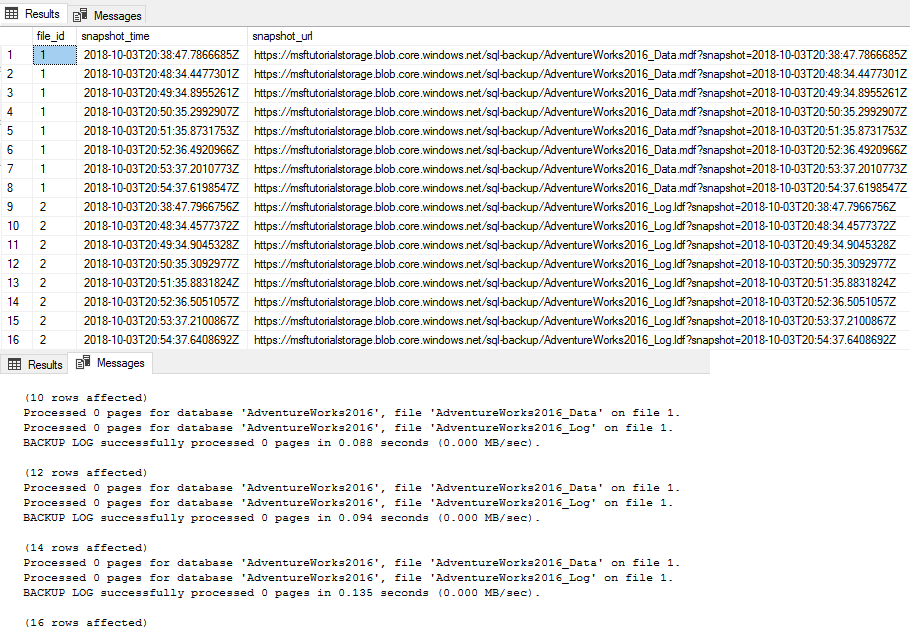 Results Messages
file_id snapshot_time snapshot_url
1 1 2018-10-03T20:38:47.7866685Z https://msftutorialstorage.blob.core.windows.net/sql-backup/AdventureWorks2016_Data.mdf?snapshot=2018-10-03T20:38:47.7866685Z
2 1 2018-10-03T20:48:34.4477301Z https://msftutorialstorage.blob.core.windows.net/sql-backup/AdventureWorks2016_Data.mdf?snapshot=2018-10-03T20:48:34.4477301Z
3 1 2018-10-03T20:49:34.8955261Z https://msftutorialstorage.blob.core.windows.net/sql-backup/AdventureWorks2016_Data.mdf?snapshot=2018-10-03T20:49:34.8955261Z
4 1 2018-10-03T20:50:35.2992907Z https://msftutorialstorage.blob.core.windows.net/sql-backup/AdventureWorks2016_Data.mdf?snapshot=2018-10-03T20:50:35.2992907Z
5 1 2018-10-03T20:51:35.8731753Z https://msftutorialstorage.blob.core.windows.net/sql-backup/AdventureWorks2016_Data.mdf?snapshot=2018-10-03T20:51:35.8731753Z
6 1 2018-10-03T20:52:36.4920966Z https://msftutorialstorage.blob.core.windows.net/sql-backup/AdventureWorks2016_Data.mdf?snapshot=2018-10-03T20:52:36.4920966Z
7 1 2018-10-03T20:53:37.2010773Z https://msftutorialstorage.blob.core.windows.net/sql-backup/AdventureWorks2016_Data.mdf?snapshot=2018-10-03T20:53:37.2010773Z
8 1 2018-10-03T20:54:37.6198547Z https://msftutorialstorage.blob.core.windows.net/sql-backup/AdventureWorks2016_Data.mdf?snapshot=2018-10-03T20:54:37.6198547Z
9 2 2018-10-03T20:38:47.7966756Z https://msftutorialstorage.blob.core.windows.net/sql-backup/AdventureWorks2016_Log.ldf?snapshot=2018-10-03T20:38:47.7966756Z
10 2 2018-10-03T20:48:34.4577372Z https://msftutorialstorage.blob.core.windows.net/sql-backup/AdventureWorks2016_Log.ldf?snapshot=2018-10-03T20:48:34.4577372Z
11 2 2018-10-03T20:49:34.9045328Z https://msftutorialstorage.blob.core.windows.net/sql-backup/AdventureWorks2016_Log.ldf?snapshot=2018-10-03T20:49:34.9045328Z
12 2 2018-10-03T20:50:35.3092977Z https://msftutorialstorage.blob.core.windows.net/sql-backup/AdventureWorks2016_Log.ldf?snapshot=2018-10-03T20:50:35.3092977Z
13 2 2018-10-03T20:51:35.8831824Z https://msftutorialstorage.blob.core.windows.net/sql-backup/AdventureWorks2016_Log.ldf?snapshot=2018-10-03T20:51:35.8831824Z
14 2 2018-10-03T20:52:36.5051057Z https://msftutorialstorage.blob.core.windows.net/sql-backup/AdventureWorks2016_Log.ldf?snapshot=2018-10-03T20:52:36.5051057Z
15 2 2018-10-03T20:53:37.2100867Z https://msftutorialstorage.blob.core.windows.net/sql-backup/AdventureWorks2016_Log.ldf?snapshot=2018-10-03T20:53:37.2100867Z
16 2 2018-10-03T20:54:37.6408692Z https://msftutorialstorage.blob.core.windows.net/sql-backup/AdventureWorks2016_Log.ldf?snapshot=2018-10-03T20:54:37.6408692Z
Results Messages
(10 rows affected)
Processed 0 pages for database 'AdventureWorks2016', file 'AdventureWorks2016_Data' on file 1.
Processed 0 pages for database 'AdventureWorks2016', file 'AdventureWorks2016_Log' on file 1.
BACKUP LOG successfully processed 0 pages in 0.088 seconds (0.000 MB/sec).
(12 rows affected)
Processed 0 pages for database 'AdventureWorks2016', file 'AdventureWorks2016_Data' on file 1.
Processed 0 pages for database 'AdventureWorks2016', file 'AdventureWorks2016_Log' on file 1.
BACKUP LOG successfully processed 0 pages in 0.094 seconds (0.000 MB/sec).
(14 rows affected)
Processed 0 pages for database 'AdventureWorks2016', file 'AdventureWorks2016_Data' on file 1.
Processed 0 pages for database 'AdventureWorks2016', file 'AdventureWorks2016_Log' on file 1.
BACKUP LOG successfully processed 0 pages in 0.135 seconds (0.000 MB/sec).
(16 rows affected)